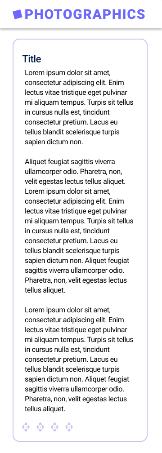 PHOTOGRAPHICS
Title
Lorem ipsum dolor sit amet,
consectetur adipiscing elit. Enim
lectus vitae tristique eget pulvinar
mi aliquam tempus. Turpis sit tellus
in cursus nulla est, tincidunt
consectetur pretium. Lacus eu
tellus blandit scelerisque turpis
sapien dictum non.
Aliquet feugiat sagittis viverra
ullamcorper odio. Pharetra, non,
velit egestas lectus tellus aliquet.
Lorem ipsum dolor sit amet,
consectetur adipiscing elit. Enim
lectus vitae tristique eget pulvinar
mi aliquam tempus. Turpis sit tellus
in cursus nulla est, tincidunt
consectetur pretium. Lacus eu
tellus blandit scelerisque turpis
sapien dictum non. Aliquet feugiat
sagittis viverra ullamcorper odio.
Pharetra, non, velit egestas lectus
tellus aliquet.
Lorem ipsum dolor sit amet,
consectetur adipiscing elit. Enim
lectus vitae tristique eget pulvinar
mi aliquam tempus. Turpis sit tellus
in cursus nulla est, tincidunt
consectetur pretium. Lacus eu
tellus blandit scelerisque turpis
sapien dictum non. Aliquet feugiat
sagittis viverra ullamcorper odio.
Pharetra, non, velit egestas lectus
tellus aliquet.